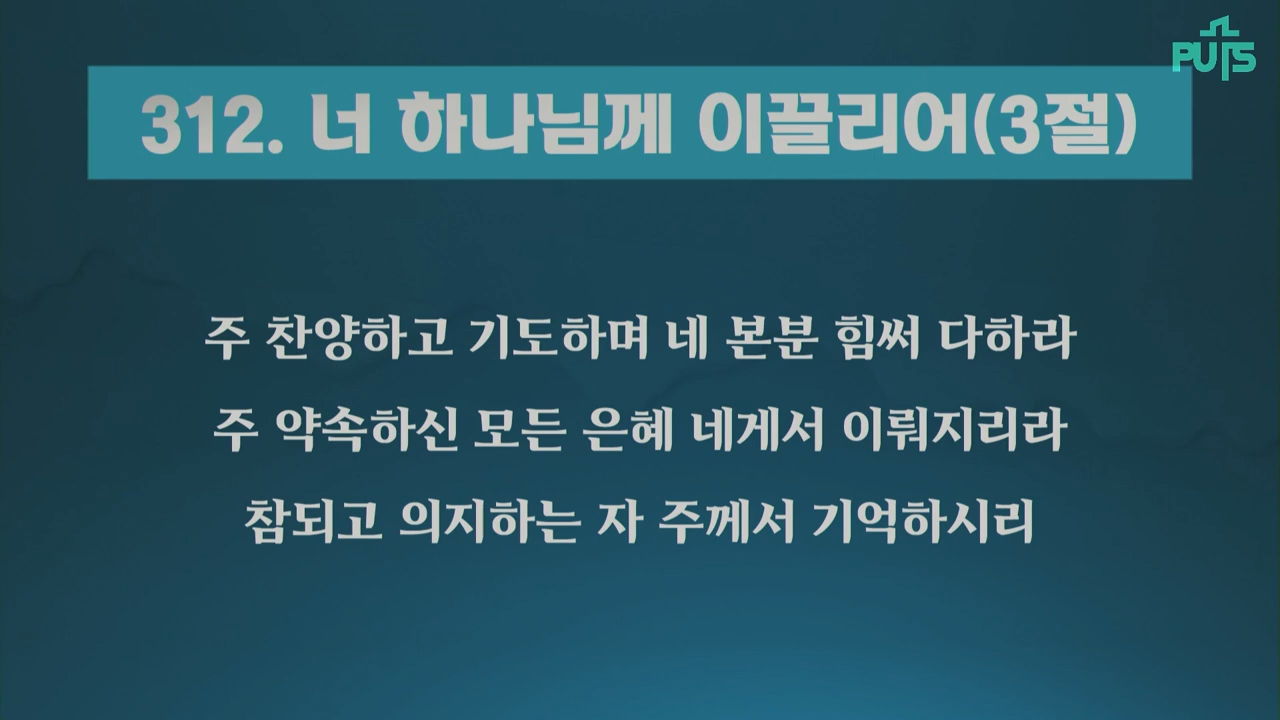 PUTS
312. 너 하나님께 이끌리어(3절)
주 찬양하고 기도하며 네 본분 힘써 다하라
주 약속하신 모든 은혜 네게서 이뤄지리라
참되고 의지하는 자 주께서 기억하시리